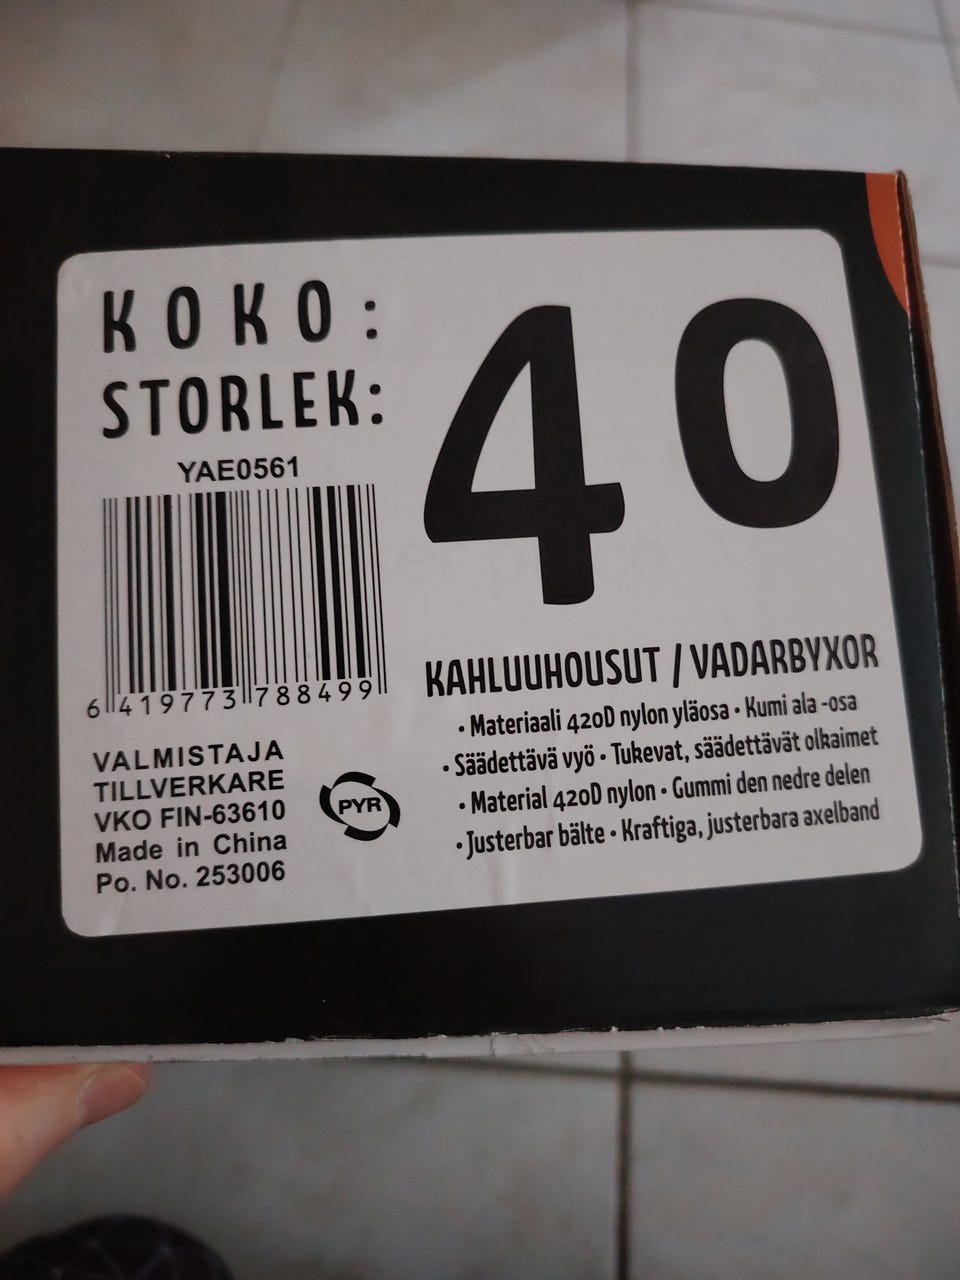 KOKO:
STORLEK:
40
YAE0561
6 419773 788499
VALMISTAJA
TILLVERKARE
VKO FIN-63610
Made in China
Po. No. 253006
PYR
KAHLUUHOUSUT / VADARBYXOR
• Materiaali 420D nylon yläosa • Kumi ala -osa
• Säädettävä vyö • Tukevat, säädettävät olkaimet
• Material 420D nylon • Gummi den nedre delen
• Justerbar bälte • Kraftiga, justerbara axelband